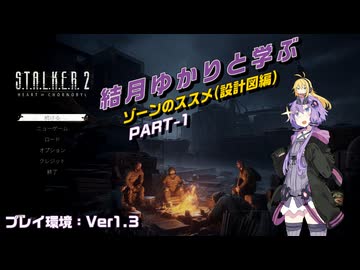 S.T.A.L.K.E.R. 2
HEART OF CHORNOBYL
結月ゆかりと学ぶ
ゾーンのススメ(設計図編)
PART-1
続ける
ニューゲーム
ロード
オプション
クレジット
終了
プレイ環境：Ver1.3